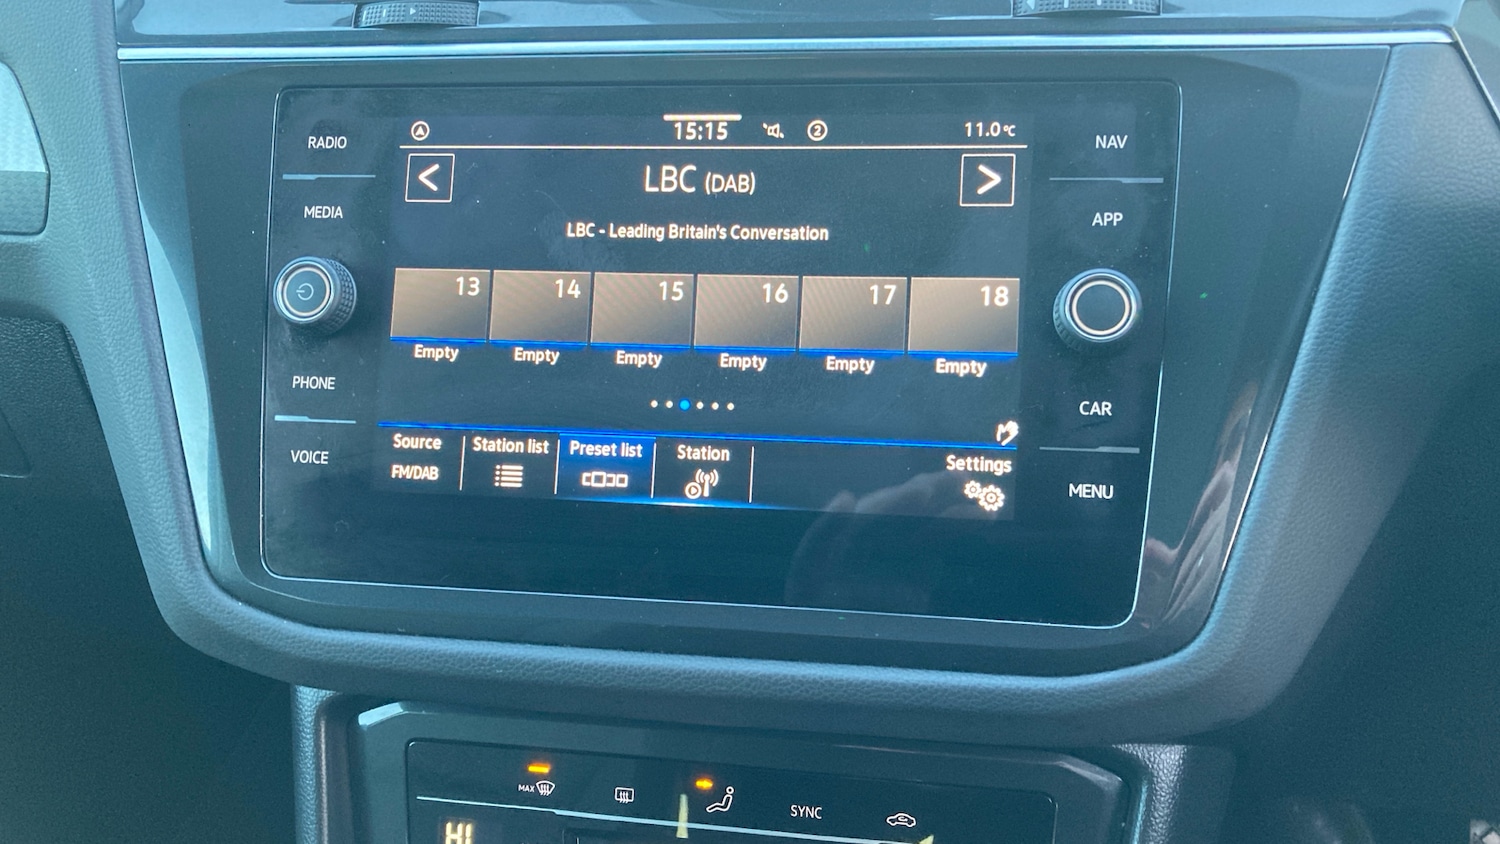 RADIO
MEDIA
PHONE
VOICE
15:15 2 11.0°C
< LBC (DAB) >
LBC - Leading Britain's Conversation
13 14 15 16 17 18
Empty Empty Empty Empty Empty Empty
Source Station list Preset list Station Settings
FM/DAB
NAV
APP
CAR
MENU
MAX SYNC
HI